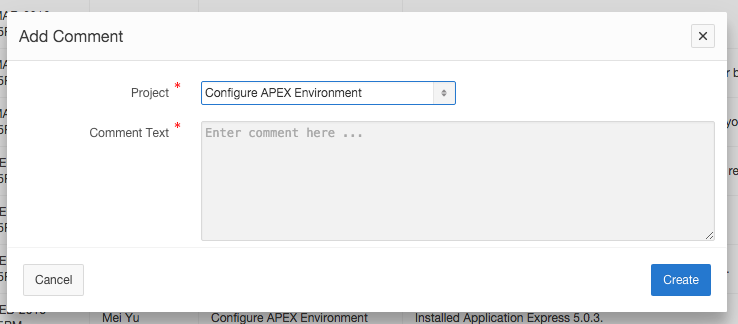 Add Comment
Project *
Configure APEX Environment
Comment Text *
Enter comment here ...
Cancel
Create
Mei Yu Configure APEX Environment Installed Application Express 5.0.3.